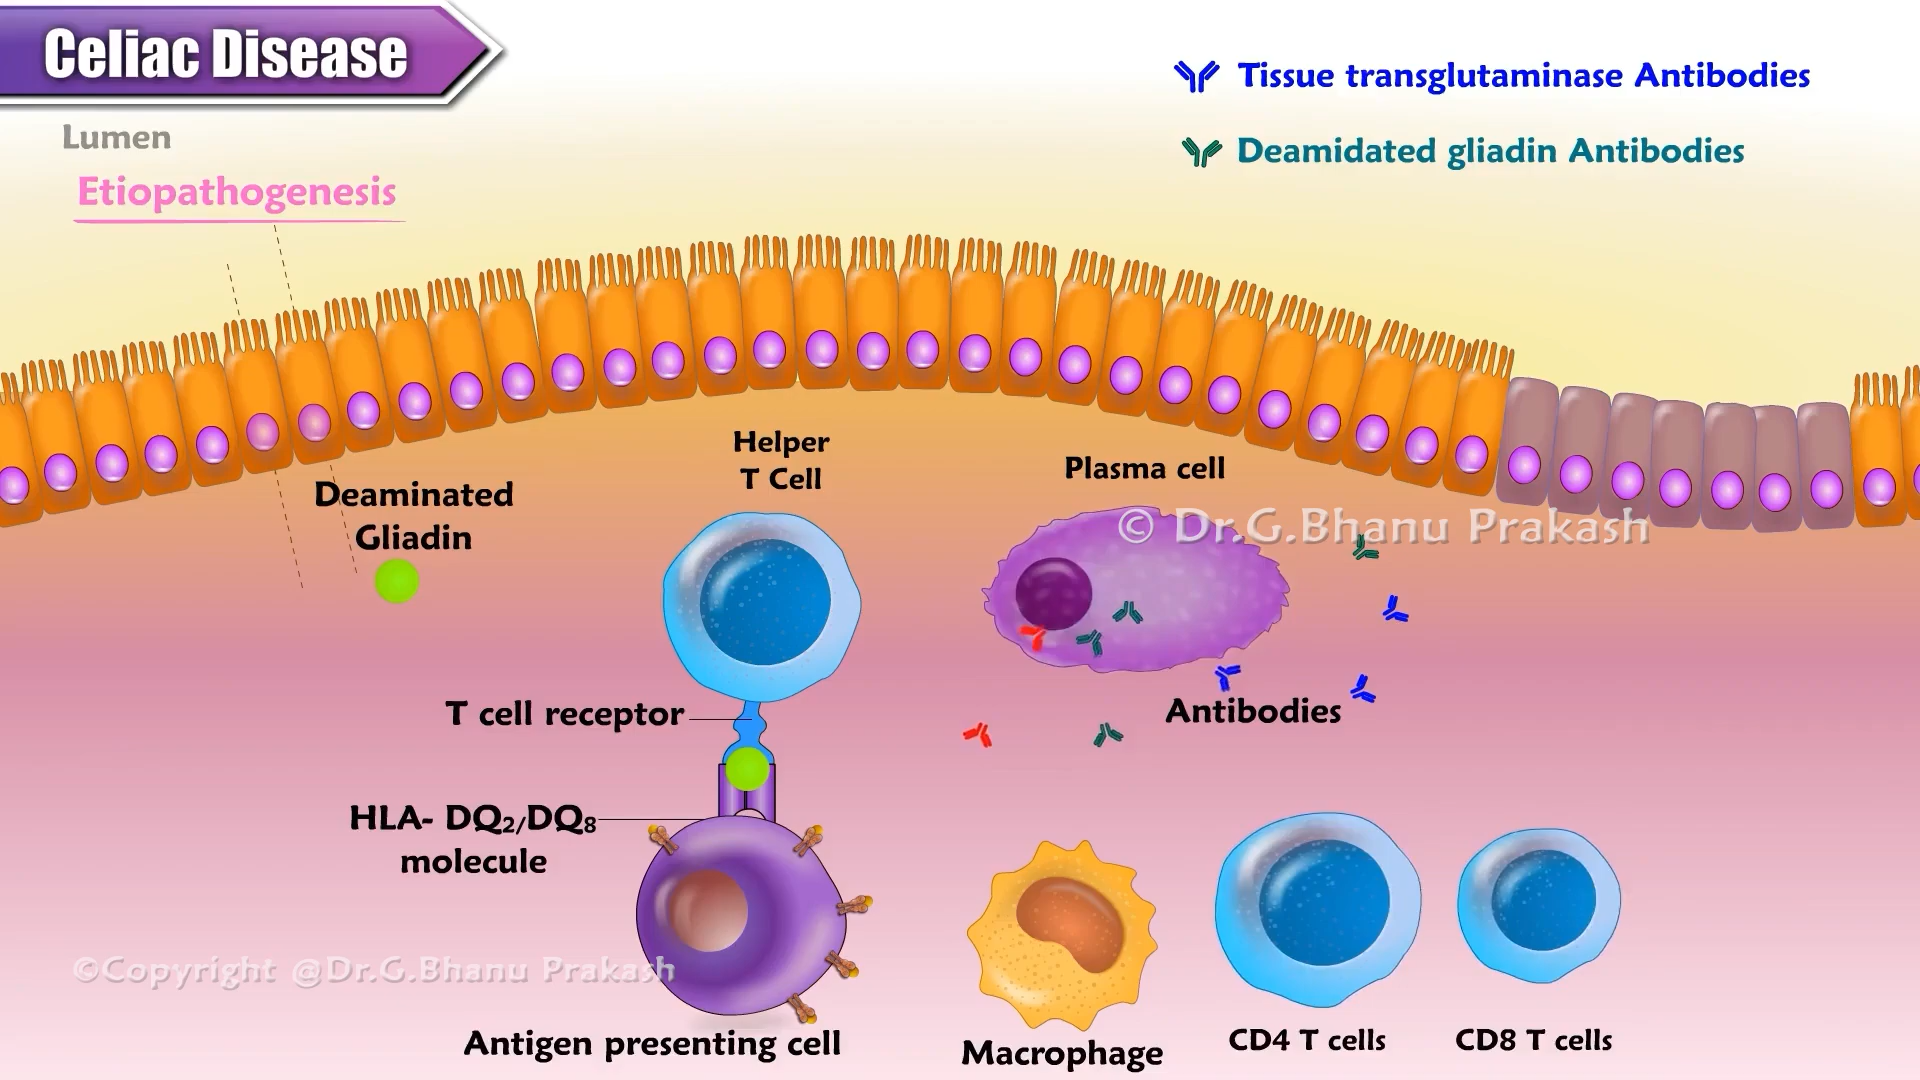 Celiac Disease
Lumen
Etiopathogenesis
Tissue transglutaminase Antibodies
Deamidated gliadin Antibodies
Helper
T Cell
Plasma cell
Deaminated
Gliadin
© Dr.G.Bhanu Prakash
T cell receptor
Antibodies
HLA- DQ₂/DQ₈
molecule
©Copyright @Dr.G.Bhanu Prakash
Antigen presenting cell
Macrophage
CD4 T cells
CD8 T cells